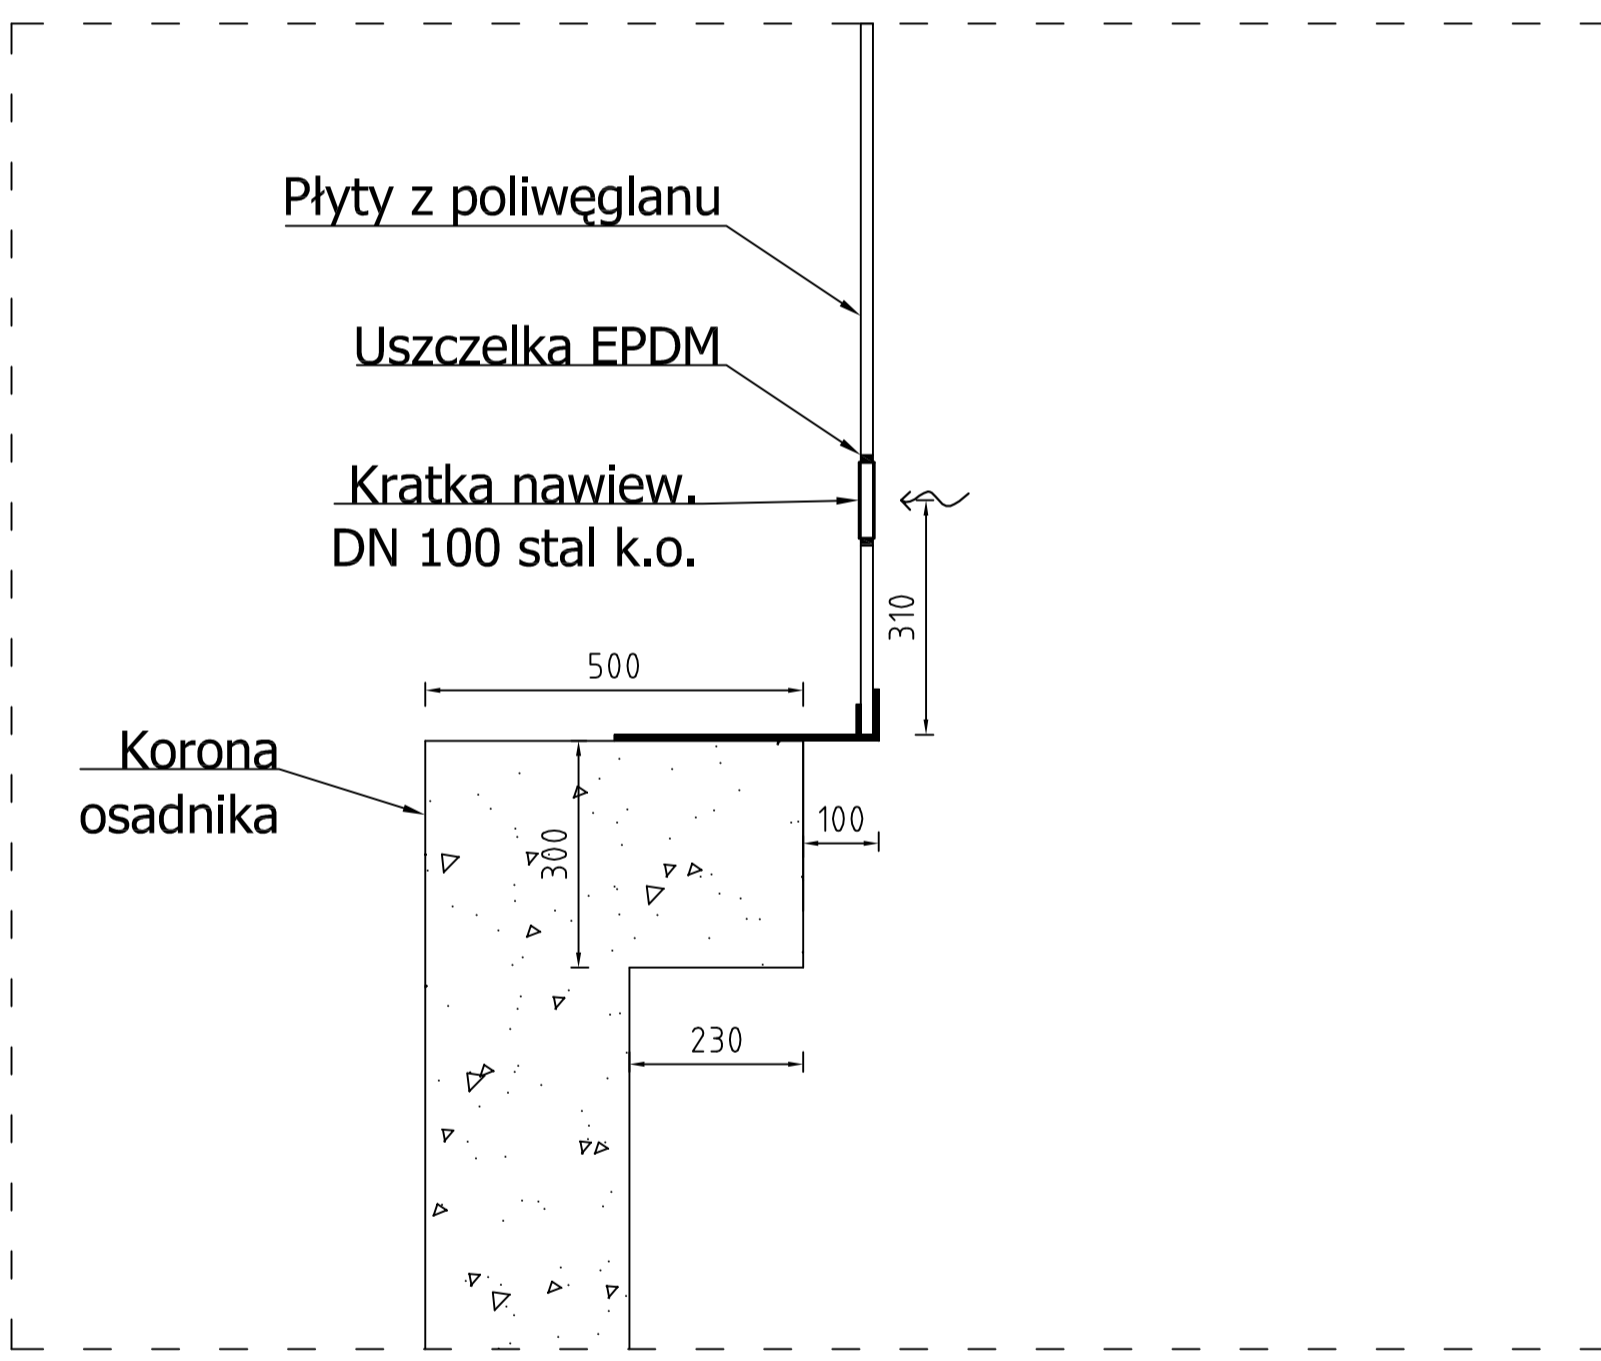 Płyty z poliwęglanu
Uszczelka EPDM
Kratka nawiew.
DN 100 stal k.o.
310
500
Korona
osadnika
100
300
230